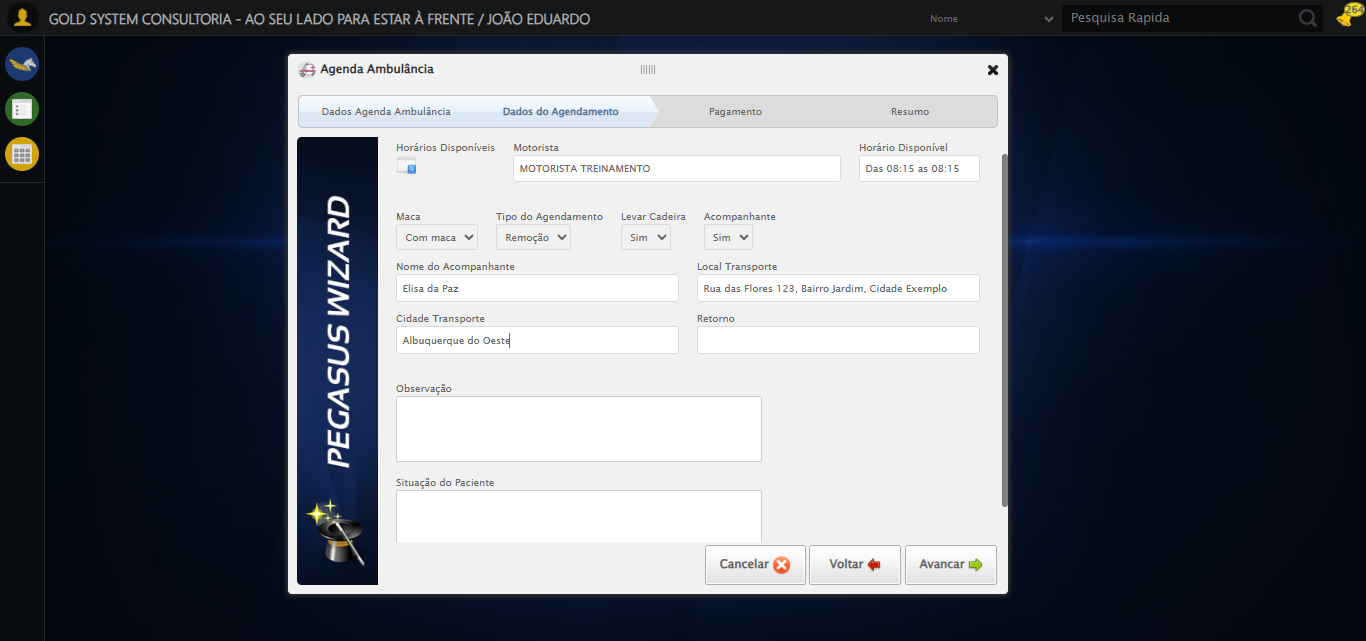 GOLD SYSTEM CONSULTORIA - AO SEU LADO PARA ESTAR À FRENTE / JOÃO EDUARDO
Nome
Pesquisa Rapida
264
Agenda Ambulância
Dados Agenda Ambulância
Dados do Agendamento
Pagamento
Resumo
PEGASUS WIZARD
Horários Disponíveis
Motorista
Horário Disponível
MOTORISTA TREINAMENTO
Das 08:15 as 08:15
Maca
Tipo do Agendamento
Levar Cadeira
Acompanhante
Com maca
Remoção
Sim
Sim
Nome do Acompanhante
Local Transporte
Elisa da Paz
Rua das Flores 123, Bairro Jardim, Cidade Exemplo
Cidade Transporte
Retorno
Albuquerque do Oeste
Observação
Situação do Paciente
Cancelar
Voltar
Avancar